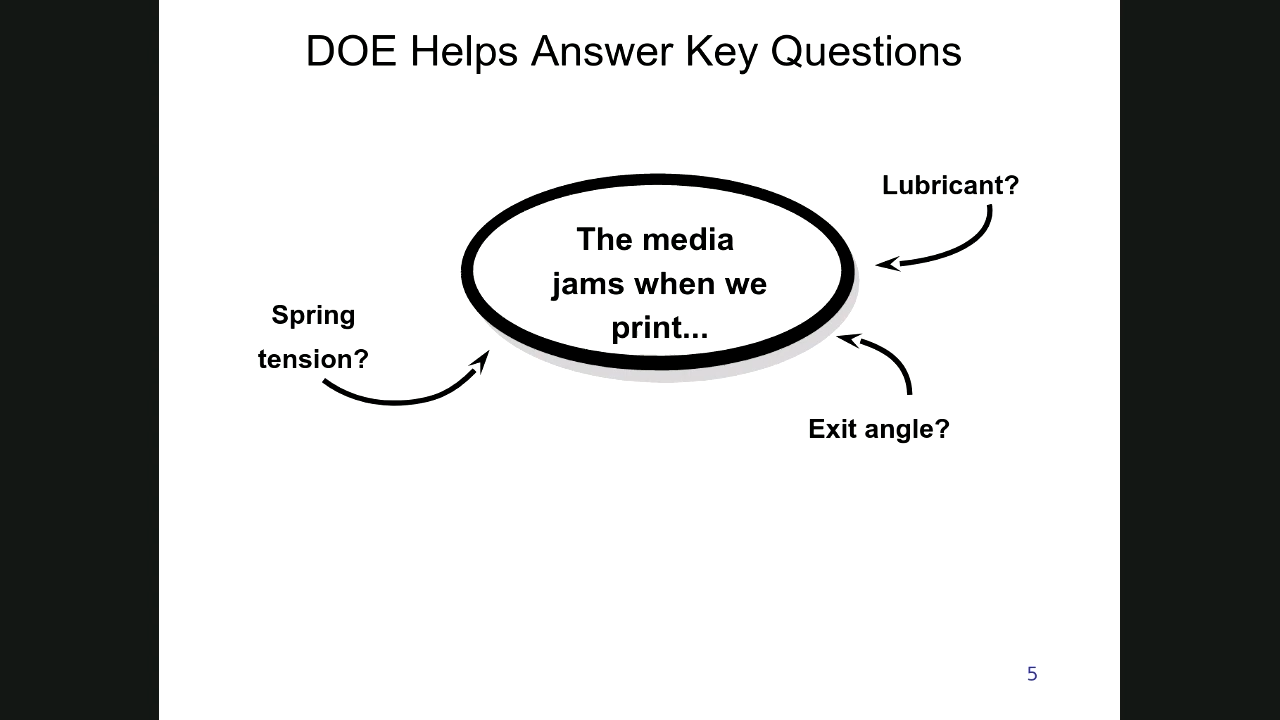 DOE Helps Answer Key Questions
Lubricant?
The media
jams when we
print...
Spring
tension?
Exit angle?
5